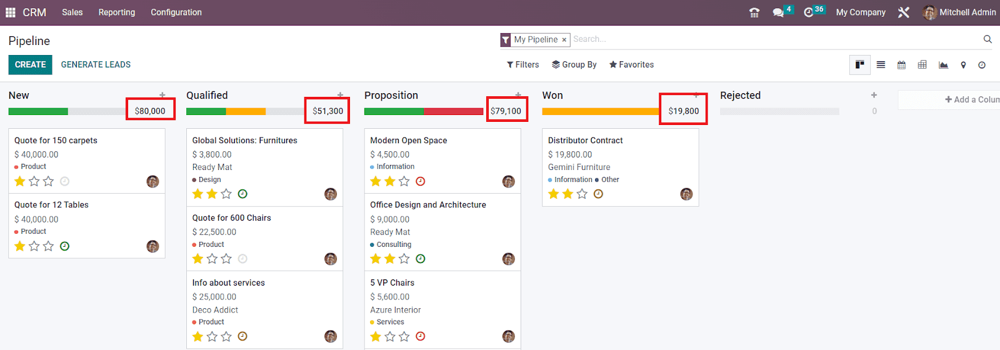 CRM Sales Reporting Configuration 4 36 My Company Mitchell Admin
Pipeline
My Pipeline × Search...
CREATE GENERATE LEADS
Filters Group By Favorites
New
$80,000
Quote for 150 carpets
$ 40,000.00
Product
Quote for 12 Tables
$ 40,000.00
Product
Qualified
$51,300
Global Solutions: Furnitures
$ 3,800.00
Ready Mat
Design
Quote for 600 Chairs
$ 22,500.00
Product
Info about services
$ 25,000.00
Deco Addict
Product
Proposition
$79,100
Modern Open Space
$ 4,500.00
Information
Office Design and Architecture
$ 9,000.00
Ready Mat
Consulting
5 VP Chairs
$ 5,600.00
Azure Interior
Services
Won
$19,800
Distributor Contract
$ 19,800.00
Gemini Furniture
Information Other
Rejected +
0
+ Add a Colum